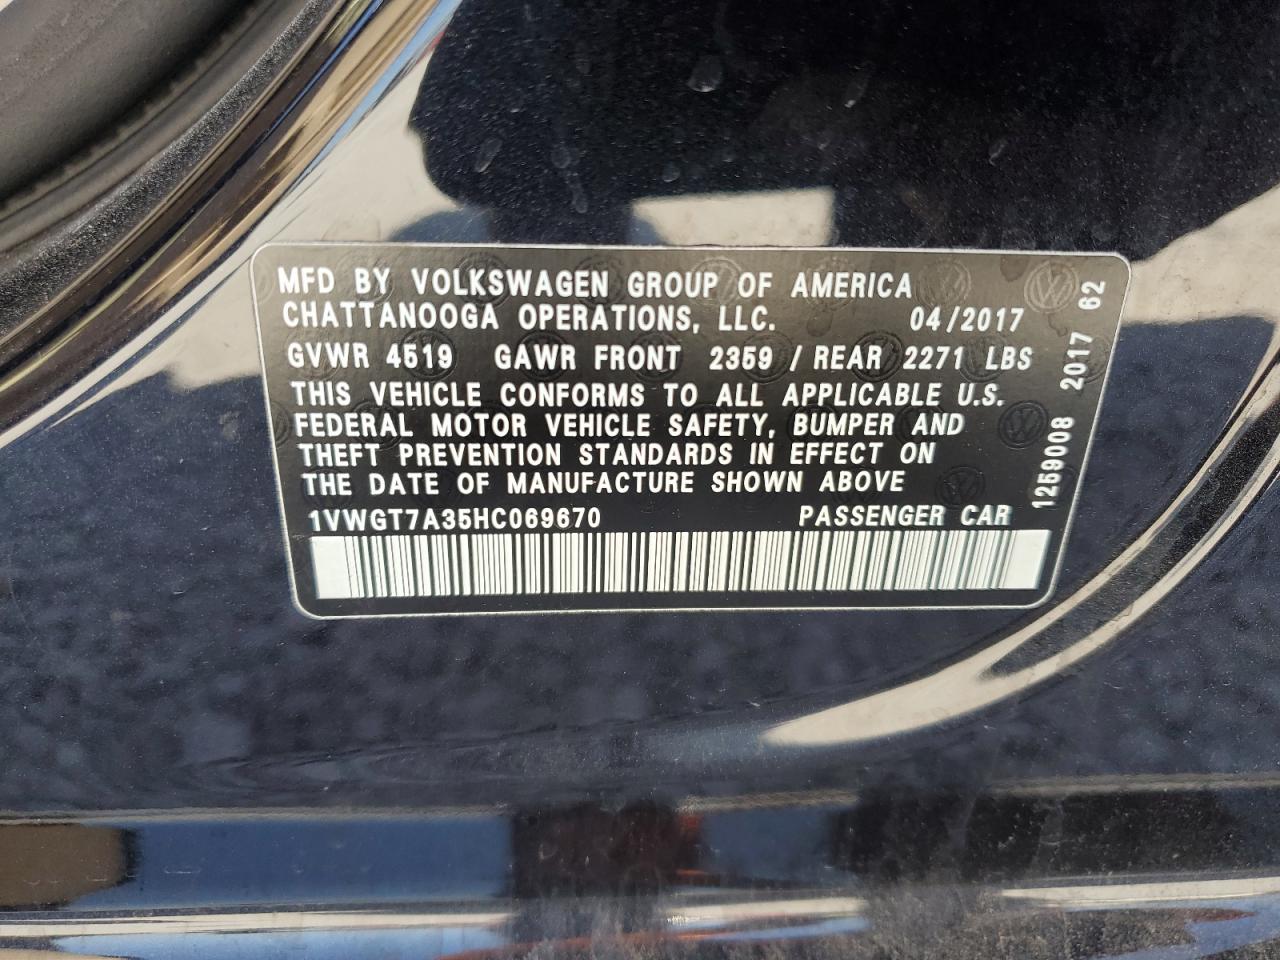 MFD BY VOLKSWAGEN GROUP OF AMERICA
CHATTANOOGA OPERATIONS, LLC. 04/2017
GVWR 4519 GAWR FRONT 2359 / REAR 2271 LBS
THIS VEHICLE CONFORMS TO ALL APPLICABLE U.S.
FEDERAL MOTOR VEHICLE SAFETY, BUMPER AND
THEFT PREVENTION STANDARDS IN EFFECT ON
THE DATE OF MANUFACTURE SHOWN ABOVE
1VWGT7A35HC069670 PASSENGER CAR
1259008 2017 62